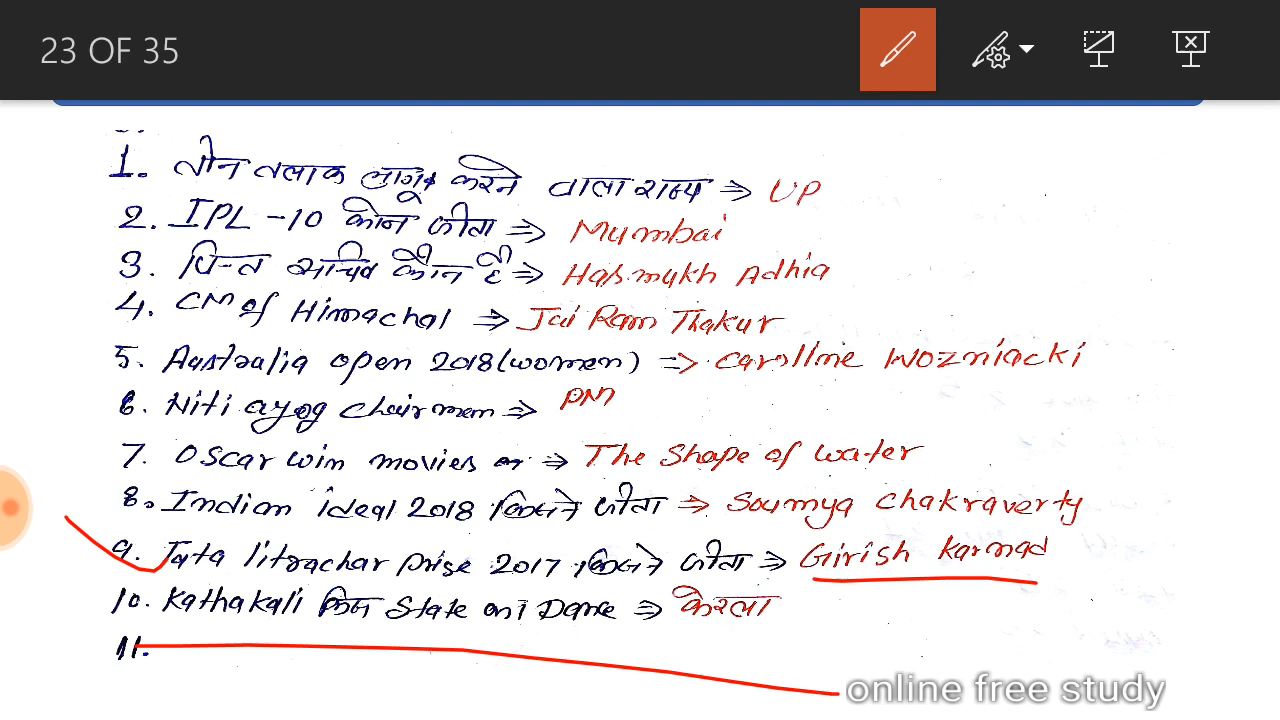 23 OF 35
1. तीन तलाक लागू करने वाला राज्य ⇒ UP
2. IPL -10 कौन जीता ⇒ Mumbai
3. वित्त सचिव कौन है ⇒ Hasmukh Adhia
4. CM of Himachal ⇒ Jai Ram Thakur
5. Australia open 2018 (women) ⇒ Caroline Wozniacki
6. Niti ayog chairmen ⇒ PM
7. Oscar win movies ⇒ The Shape of water
8. Indian ideal 2018 किसने जीता ⇒ Soumya Chakraverty
9. Tata litrachar prise 2017 किसने जीता ⇒ Girish Karnad
10. Kathakali किस State Dance ⇒ केरला
11.
online free study